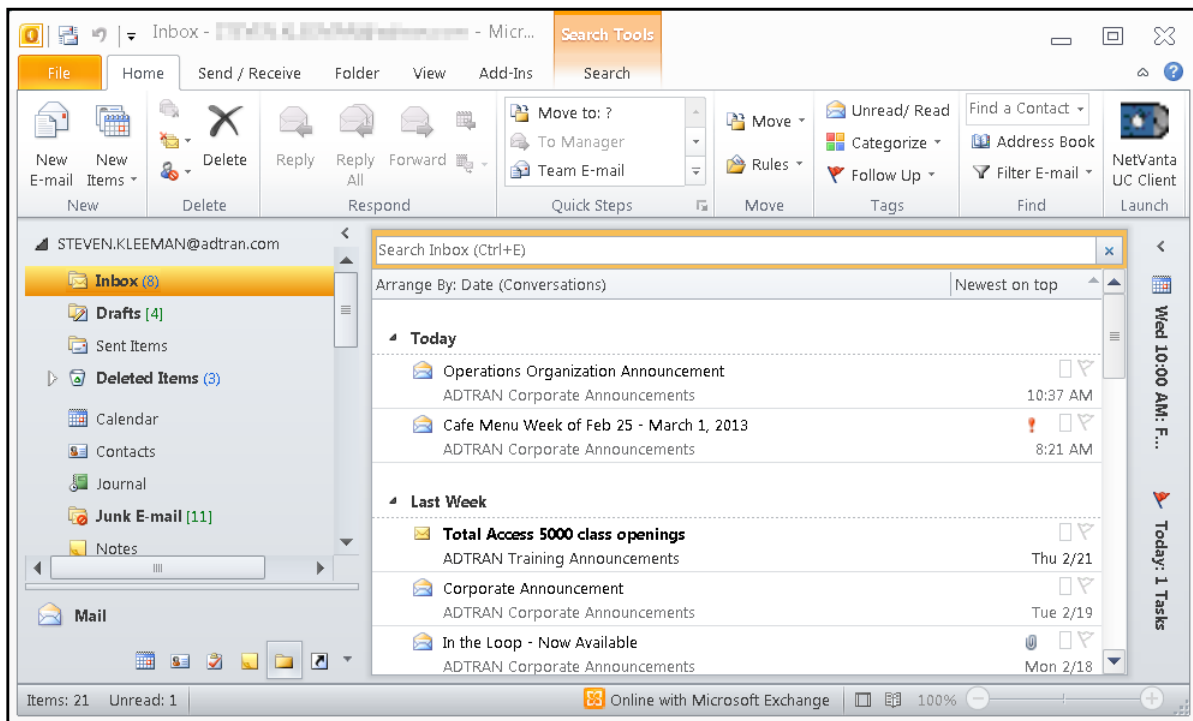 Inbox - - Micr... Search Tools
File Home Send / Receive Folder View Add-Ins Search
New E-mail
New Items
Delete
Reply
Reply All
Forward
Move to: ?
To Manager
Team E-mail
Move
Rules
Unread/ Read
Categorize
Follow Up
Find a Contact
Address Book
Filter E-mail
NetVanta UC Client
New Delete Respond Quick Steps Move Tags Find Launch
STEVEN.KLEEMAN@adtran.com
Inbox (8)
Drafts [4]
Sent Items
Deleted Items (3)
Calendar
Contacts
Journal
Junk E-mail [11]
Notes
Mail
Search Inbox (Ctrl+E)
Arrange By: Date (Conversations) Newest on top
Today
Operations Organization Announcement
ADTRAN Corporate Announcements 10:37 AM
Cafe Menu Week of Feb 25 - March 1, 2013
ADTRAN Corporate Announcements 8:21 AM
Last Week
Total Access 5000 class openings
ADTRAN Training Announcements Thu 2/21
Corporate Announcement
ADTRAN Corporate Announcements Tue 2/19
In the Loop - Now Available
ADTRAN Corporate Announcements Mon 2/18
Wed 10:00 AM: F...
Today: 1 Tasks
Items: 21 Unread: 1 Online with Microsoft Exchange 100%